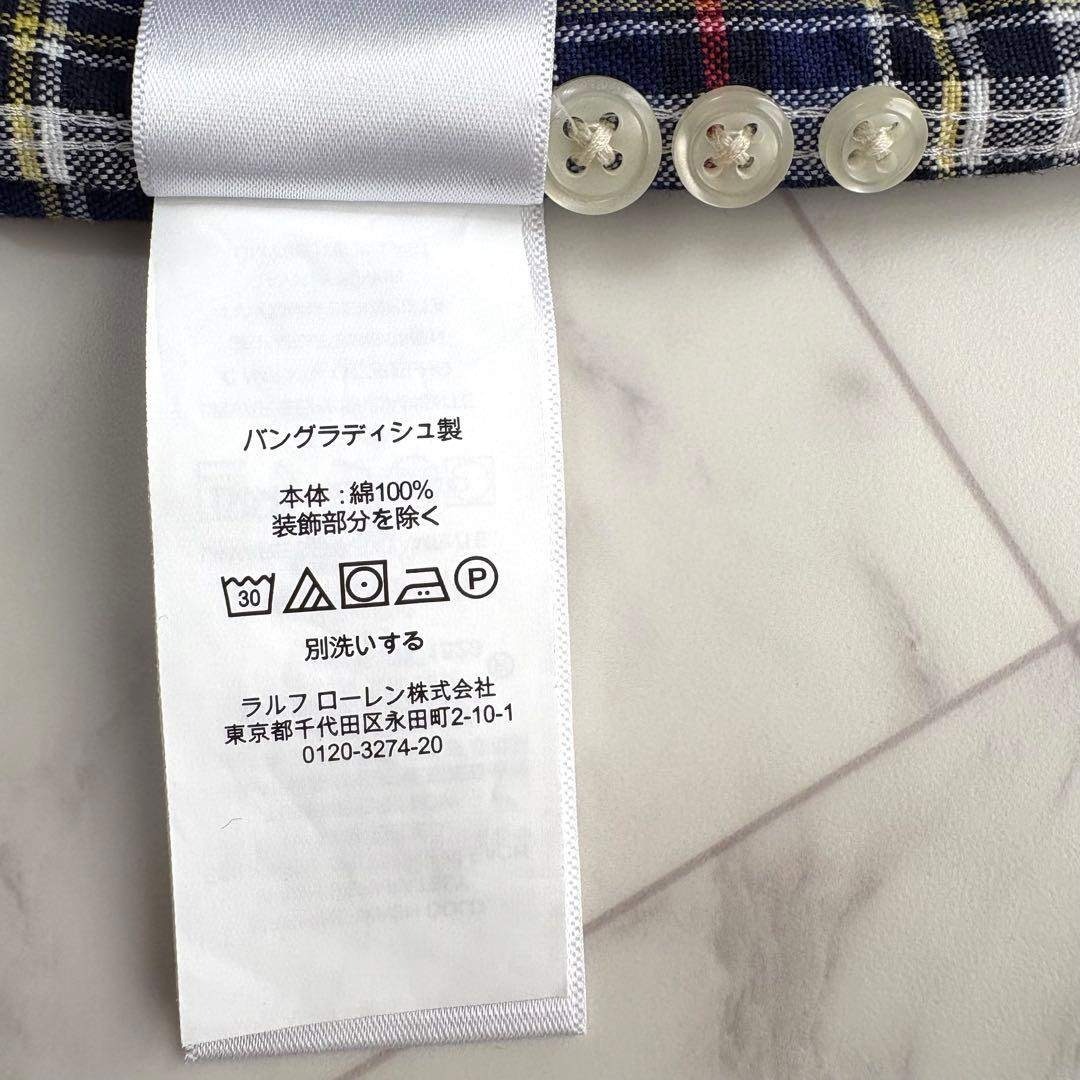 バングラディシュ製
本体 : 綿100%
装飾部分を除く
30 P
別洗いする
ラルフ ローレン株式会社
東京都千代田区永田町2-10-1
0120-3274-20